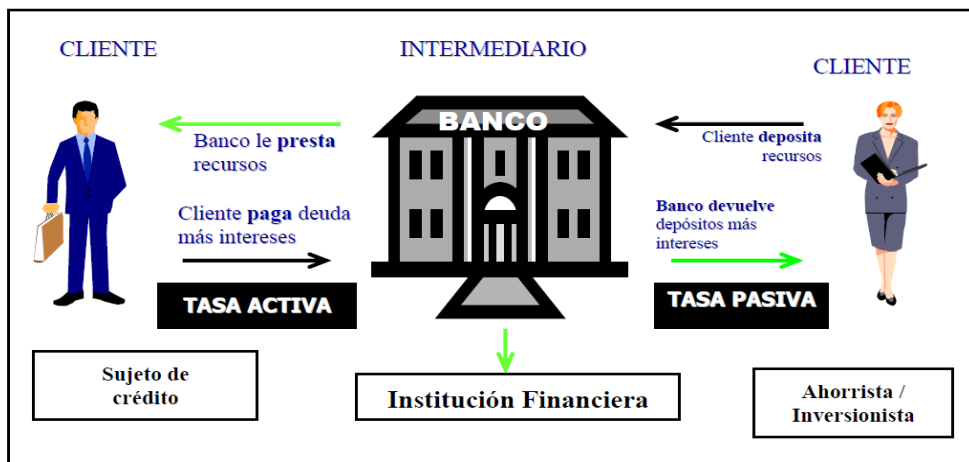 CLIENTE
INTERMEDIARIO
CLIENTE
BANCO
Banco le presta
recursos
Cliente deposita
recursos
Cliente paga deuda
más intereses
Banco devuelve
depósitos más
intereses
TASA ACTIVA
TASA PASIVA
Sujeto de
crédito
Institución Financiera
Ahorrista /
Inversionista